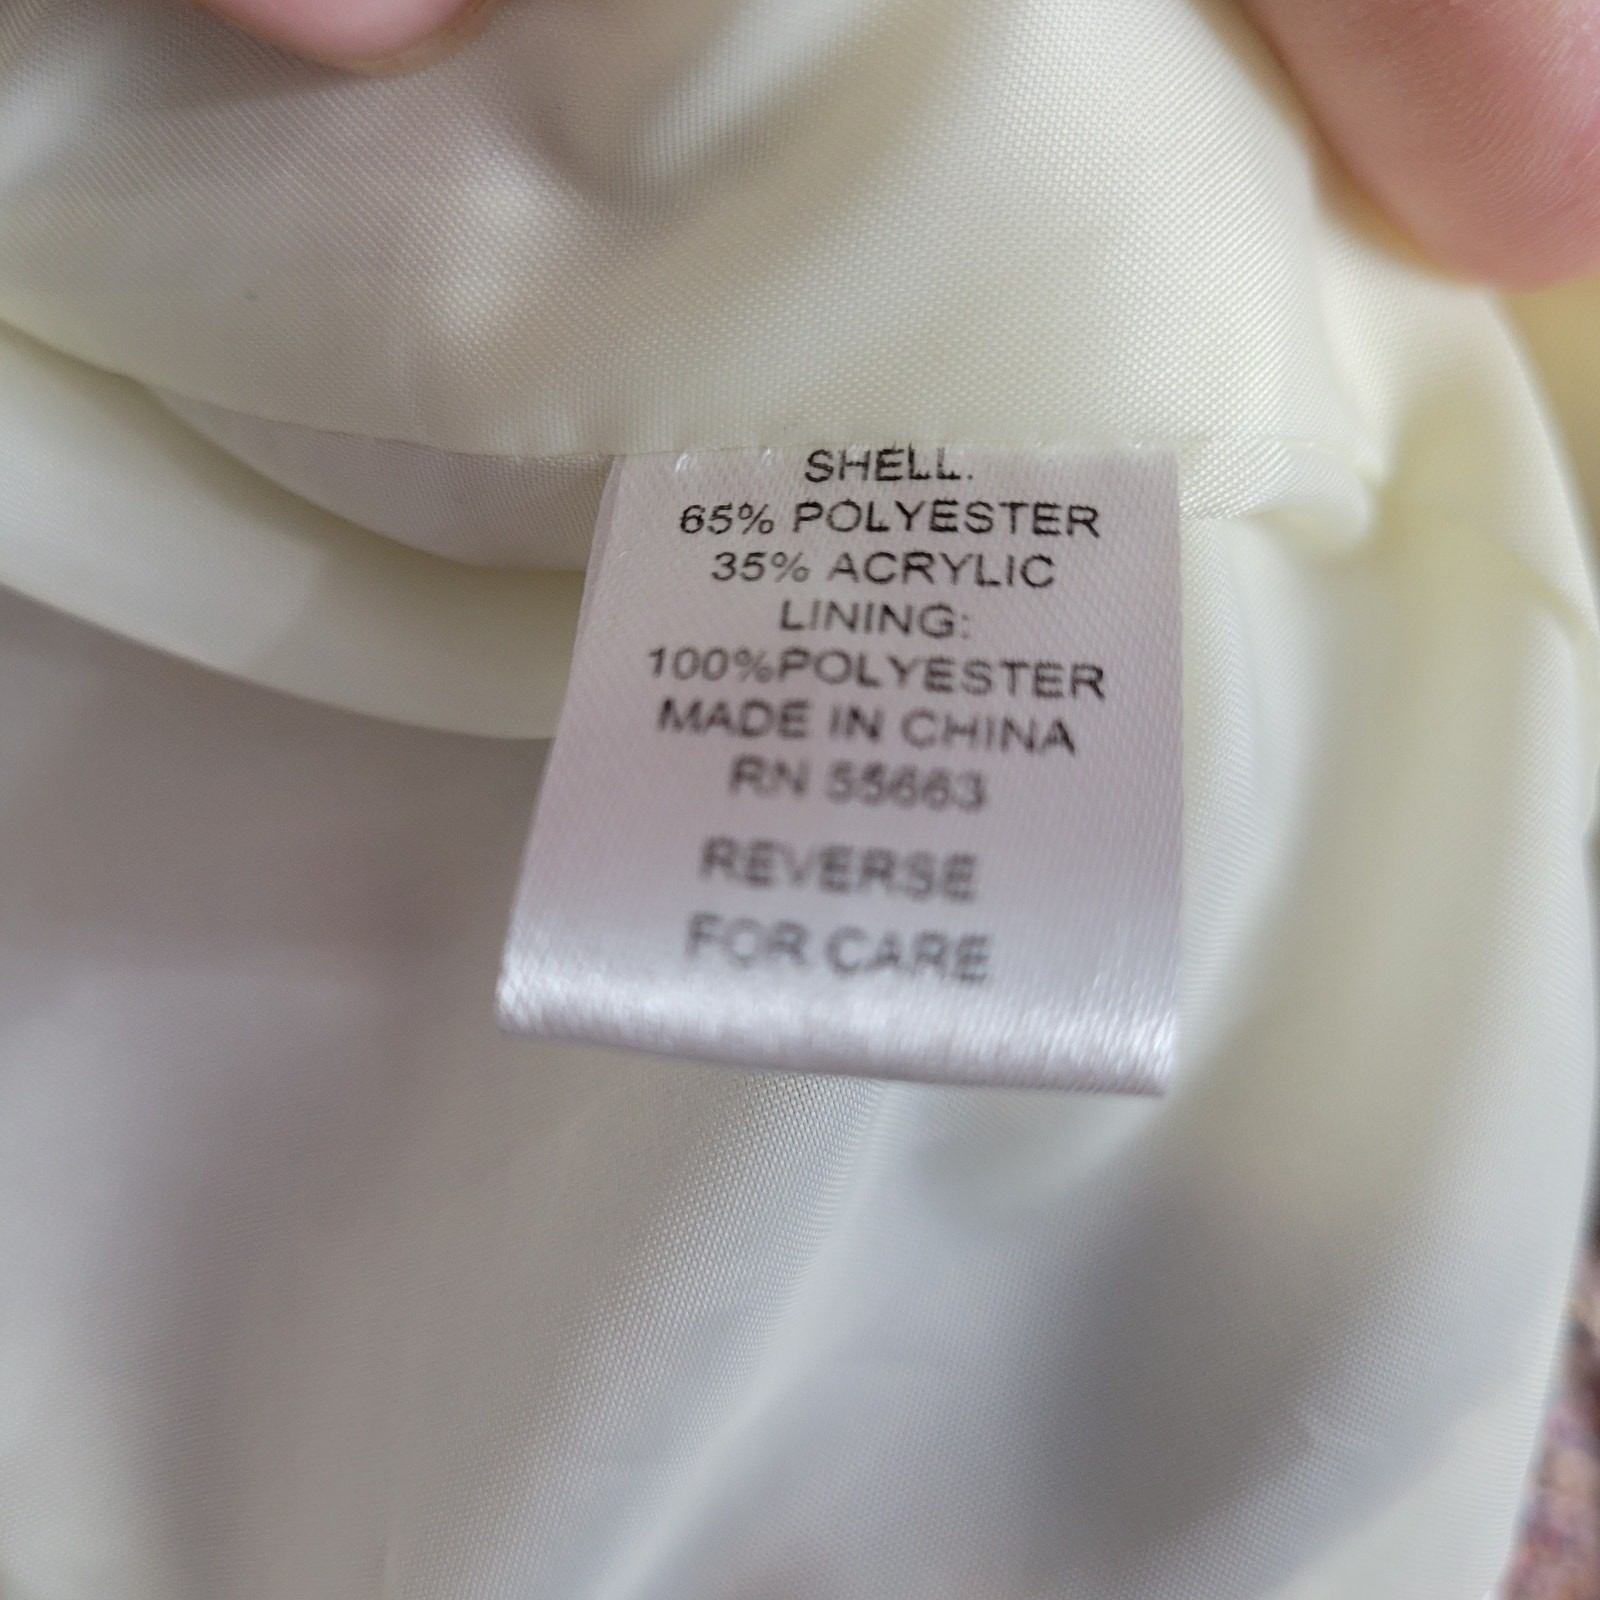 SHELL:
65% POLYESTER
35% ACRYLIC
LINING:
100%POLYESTER
MADE IN CHINA
RN 55663
REVERSE
FOR CARE